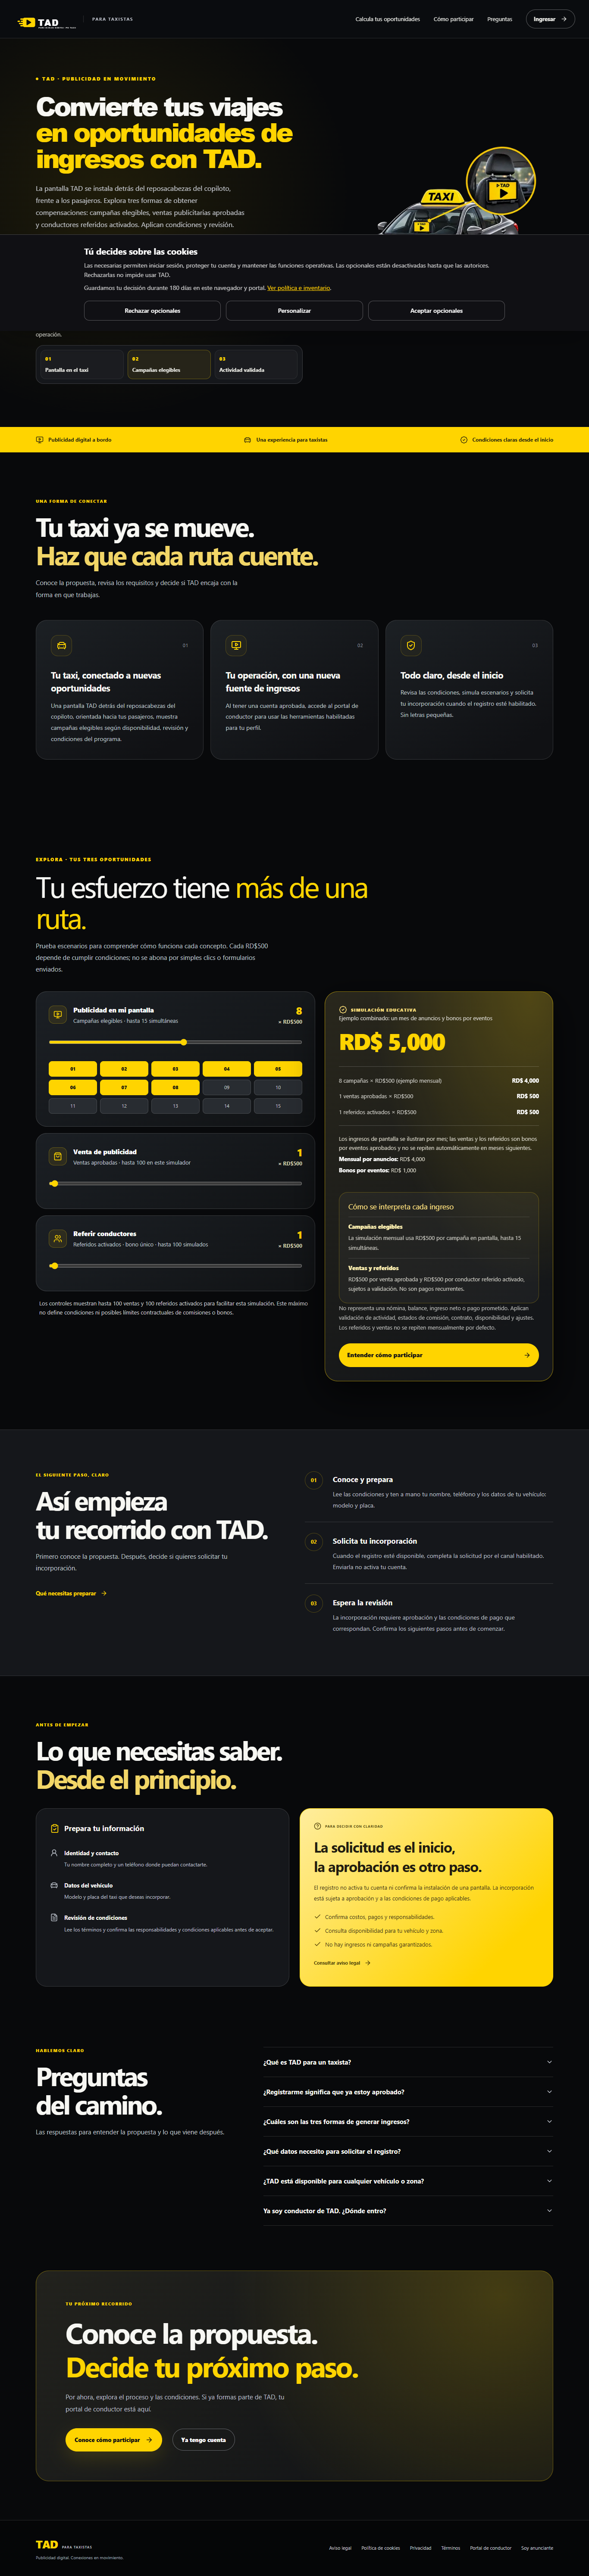 TAD
PARA TAXISTAS
Calcula tus oportunidades
Cómo participar
Preguntas
Ingresar
TAD · PUBLICIDAD EN MOVIMIENTO
Convierte tus viajes
en oportunidades de
ingresos con TAD.
La pantalla TAD se instala detrás del reposacabezas del copiloto,
frente a los pasajeros. Explora tres formas de obtener
compensaciones: campañas elegibles, ventas publicitarias aprobadas
y conductores referidos activados. Aplican condiciones y revisión.
TAXI
TAD
Tú decides sobre las cookies
Las necesarias permiten iniciar sesión, proteger tu cuenta y mantener las funciones operativas. Las opcionales están desactivadas hasta que las autorices.
Rechazarlas no impide usar TAD.
Guardamos tu decisión durante 180 días en este navegador y portal. Ver política e inventario.
Rechazar opcionales
Personalizar
Aceptar opcionales
operación.
01
Pantalla en el taxi
02
Campañas elegibles
03
Actividad validada
Publicidad digital a bordo
Una experiencia para taxistas
Condiciones claras desde el inicio
UNA FORMA DE CONECTAR
Tu taxi ya se mueve.
Haz que cada ruta cuente.
Conoce la propuesta, revisa los requisitos y decide si TAD encaja con la
forma en que trabajas.
01
Tu taxi, conectado a nuevas
oportunidades
Una pantalla TAD detrás del reposacabezas del
copiloto, orientada hacia tus pasajeros, muestra
campañas elegibles según disponibilidad, revisión y
condiciones del programa.
02
Tu operación, con una nueva
fuente de ingresos
Al tener una cuenta aprobada, accede al portal de
conductor para usar las herramientas habilitadas
para tu perfil.
03
Todo claro, desde el inicio
Revisa las condiciones, simula escenarios y solicita
tu incorporación cuando el registro esté habilitado.
Sin letras pequeñas.
EXPLORA · TUS TRES OPORTUNIDADES
Tu esfuerzo tiene más de una
ruta.
Prueba escenarios para comprender cómo funciona cada concepto. Cada RD$500
depende de cumplir condiciones; no se abona por simples clics o formularios
enviados.
Publicidad en mi pantalla
Campañas elegibles · hasta 15 simultáneas
8
× RD$500
01
02
03
04
05
06
07
08
09
10
11
12
13
14
15
Venta de publicidad
Ventas aprobadas · hasta 100 en este simulador
1
× RD$500
Referir conductores
Referidos activados · bono único · hasta 100 simulados
1
× RD$500
Los controles muestran hasta 100 ventas y 100 referidos activados para facilitar esta simulación. Este máximo
no define condiciones ni posibles límites contractuales de comisiones o bonos.
SIMULACIÓN EDUCATIVA
Ejemplo combinado: un mes de anuncios y bonos por eventos
RD$ 5,000
8 campañas × RD$500 (ejemplo mensual)
RD$ 4,000
1 ventas aprobadas × RD$500
RD$ 500
1 referidos activados × RD$500
RD$ 500
Los ingresos de pantalla se ilustran por mes; las ventas y los referidos son bonos
por eventos aprobados y no se repiten automáticamente en meses siguientes.
Mensual por anuncios: RD$ 4,000
Bonos por eventos: RD$ 1,000
Cómo se interpreta cada ingreso
Campañas elegibles
La simulación mensual usa RD$500 por campaña en pantalla, hasta 15
simultáneas.
Ventas y referidos
RD$500 por venta aprobada y RD$500 por conductor referido activado,
sujetos a validación. No son pagos recurrentes.
No representa una nómina, balance, ingreso neto o pago prometido. Aplican
validación de actividad, estados de comisión, contrato, disponibilidad y ajustes.
Los referidos y ventas no se repiten mensualmente por defecto.
Entender cómo participar
EL SIGUIENTE PASO, CLARO
Así empieza
tu recorrido con TAD.
Primero conoce la propuesta. Después, decide si quieres solicitar tu
incorporación.
Qué necesitas preparar
01
Conoce y prepara
Lee las condiciones y ten a mano tu nombre, teléfono y los datos de tu vehículo:
modelo y placa.
02
Solicita tu incorporación
Cuando el registro esté disponible, completa la solicitud por el canal habilitado.
Enviarla no activa tu cuenta.
03
Espera la revisión
La incorporación requiere aprobación y las condiciones de pago que
correspondan. Confirma los siguientes pasos antes de comenzar.
ANTES DE EMPEZAR
Lo que necesitas saber.
Desde el principio.
Prepara tu información
Identidad y contacto
Tu nombre completo y un teléfono donde puedan contactarte.
Datos del vehículo
Modelo y placa del taxi que deseas incorporar.
Revisión de condiciones
Lee los términos y confirma las responsabilidades y condiciones aplicables antes de aceptar.
PARA DECIDIR CON CLARIDAD
La solicitud es el inicio,
la aprobación es otro paso.
El registro no activa tu cuenta ni confirma la instalación de una pantalla. La incorporación
está sujeta a aprobación y a las condiciones de pago aplicables.
Confirma costos, pagos y responsabilidades.
Consulta disponibilidad para tu vehículo y zona.
No hay ingresos ni campañas garantizados.
Consultar aviso legal
HABLEMOS CLARO
Preguntas
del camino.
Las respuestas para entender la propuesta y lo que viene después.
¿Qué es TAD para un taxista?
¿Registrarme significa que ya estoy aprobado?
¿Cuáles son las tres formas de generar ingresos?
¿Qué datos necesito para solicitar el registro?
¿TAD está disponible para cualquier vehículo o zona?
Ya soy conductor de TAD. ¿Dónde entro?
TU PRÓXIMO RECORRIDO
Conoce la propuesta.
Decide tu próximo paso.
Por ahora, explora el proceso y las condiciones. Si ya formas parte de TAD, tu
portal de conductor está aquí.
Conoce cómo participar
Ya tengo cuenta
TAD
PARA TAXISTAS
Publicidad digital. Conexiones en movimiento.
Aviso legal
Política de cookies
Privacidad
Términos
Portal de conductor
Soy anunciante